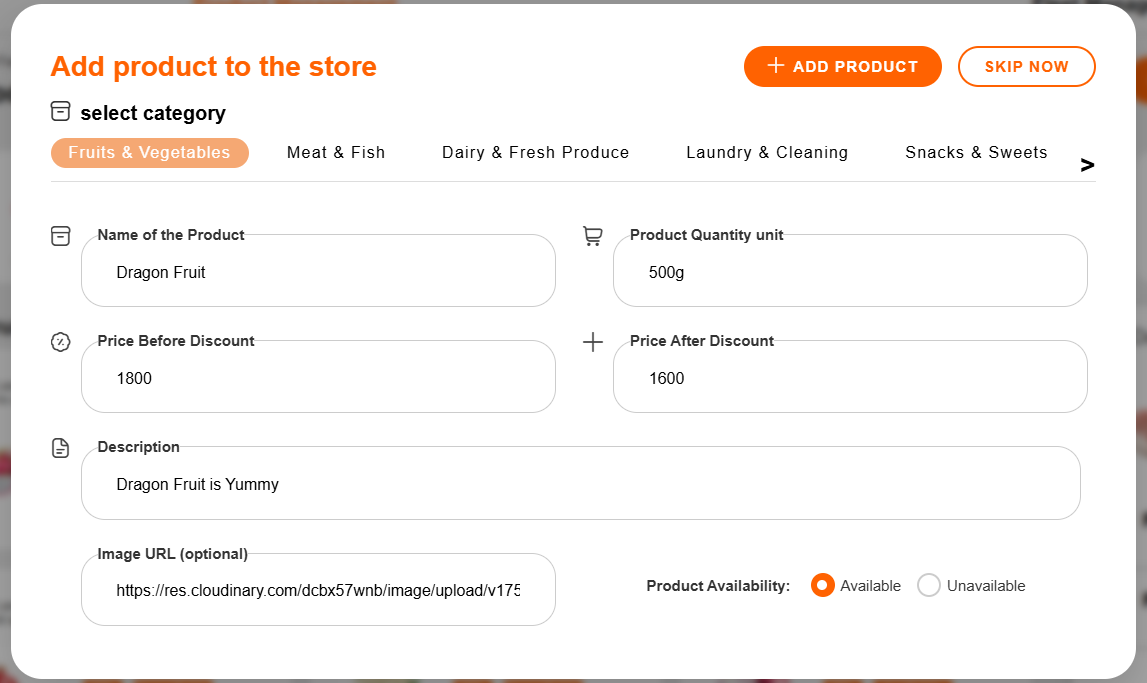 Add product to the store
ADD PRODUCT
SKIP NOW
select category
Fruits & Vegetables
Meat & Fish
Dairy & Fresh Produce
Laundry & Cleaning
Snacks & Sweets
>
Name of the Product
Dragon Fruit
Product Quantity unit
500g
Price Before Discount
1800
Price After Discount
1600
Description
Dragon Fruit is Yummy
Image URL (optional)
https://res.cloudinary.com/dcbx57wnb/image/upload/v175
Product Availability:
Available
Unavailable